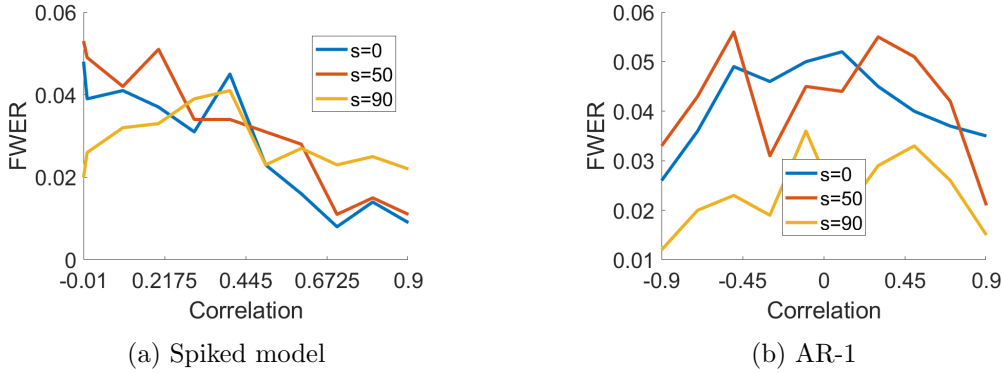 0.06
0.04
0.02
0
FWER
s=0
s=50
s=90
-0.01 0.2175 0.445 0.6725 0.9
Correlation
(a) Spiked model
0.06
0.05
0.04
0.03
0.02
0.01
FWER
s=0
s=50
s=90
-0.9 -0.45 0 0.45 0.9
Correlation
(b) AR-1